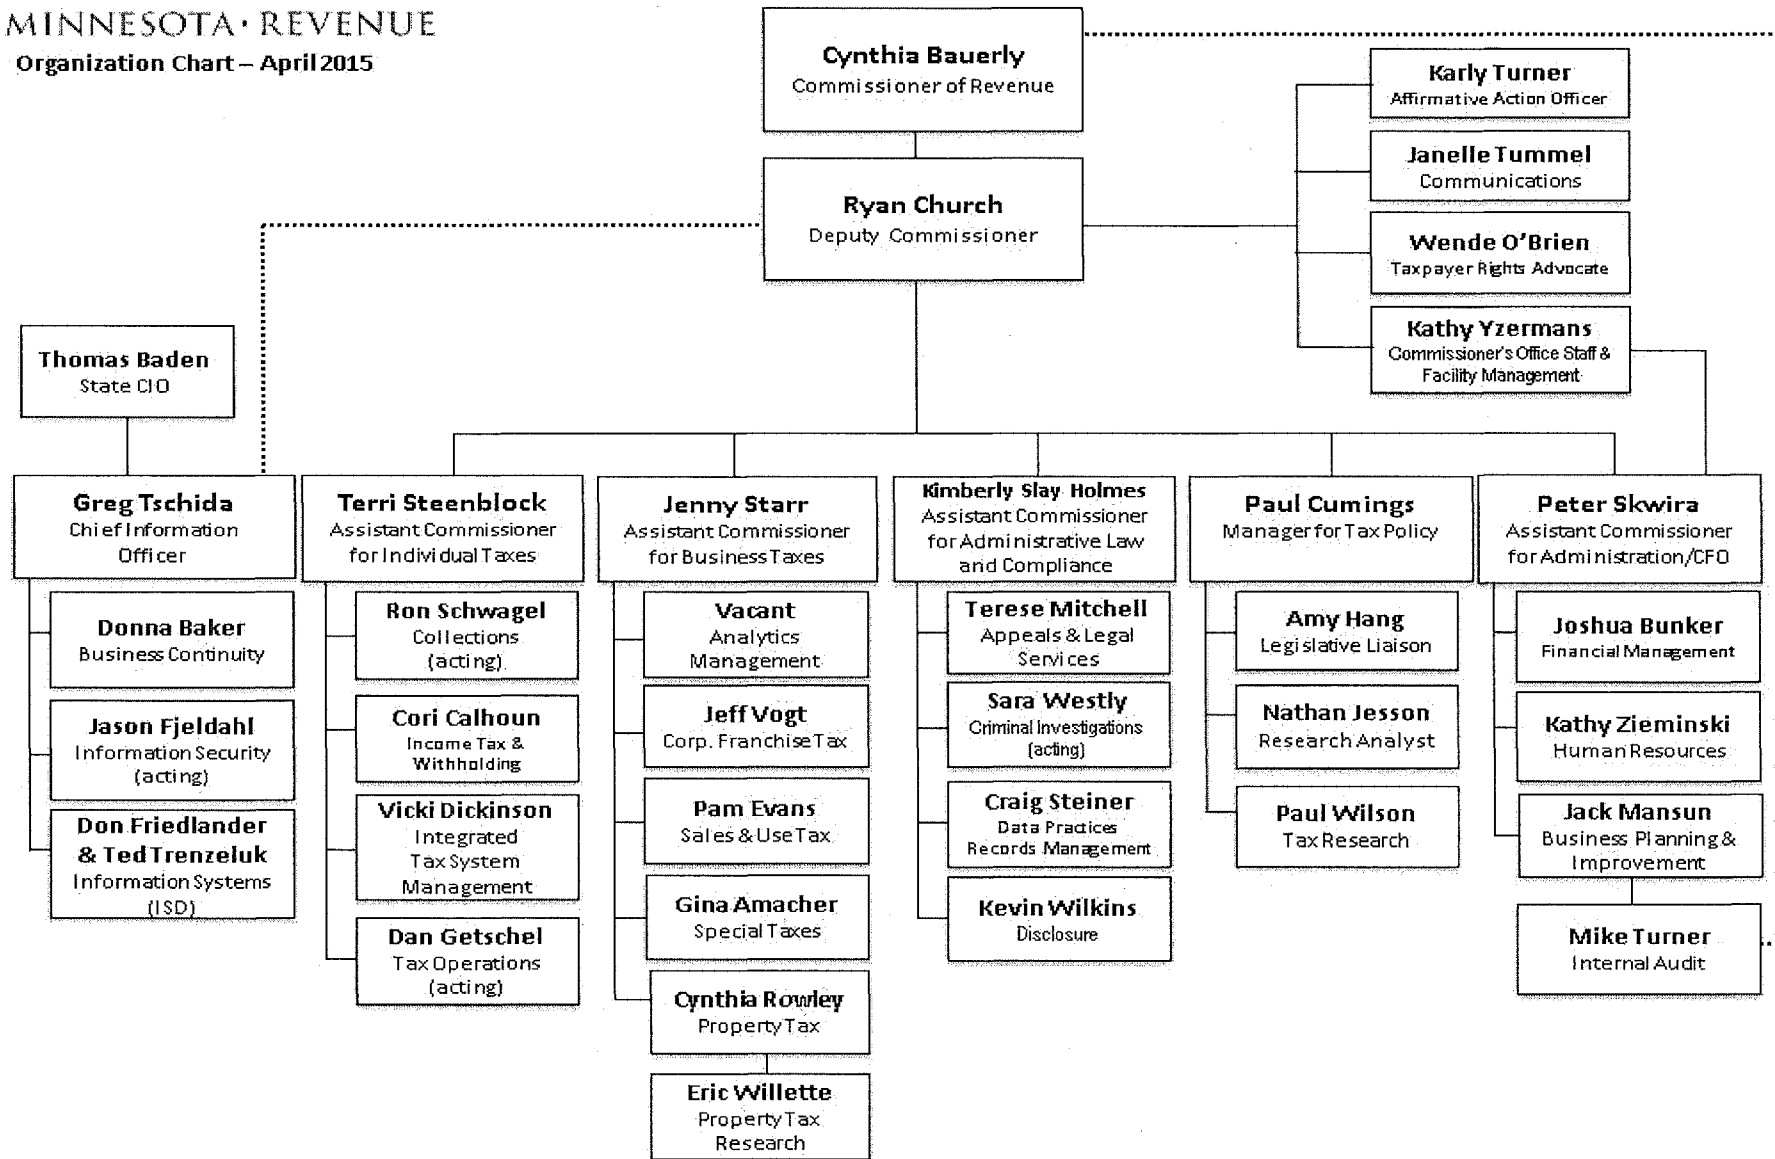 MINNESOTA · REVENUE
Organization Chart – April 2015
Cynthia Bauerly
Commissioner of Revenue
Ryan Church
Deputy Commissioner
Karly Turner
Affirmative Action Officer
Janelle Tummel
Communications
Wende O'Brien
Taxpayer Rights Advocate
Kathy Yzermans
Commissioner's Office Staff &
Facility Management
Thomas Baden
State CIO
Greg Tschida
Chief Information
Officer
Donna Baker
Business Continuity
Jason Fjeldahl
Information Security
(acting)
Don Friedlander
& Ted Trenzeluk
Information Systems
(ISD)
Terri Steenblock
Assistant Commissioner
for Individual Taxes
Ron Schwagel
Collections
(acting)
Cori Calhoun
Income Tax &
Withholding
Vicki Dickinson
Integrated
Tax System
Management
Dan Getschel
Tax Operations
(acting)
Jenny Starr
Assistant Commissioner
for Business Taxes
Vacant
Analytics
Management
Jeff Vogt
Corp. Franchise Tax
Pam Evans
Sales & Use Tax
Gina Amacher
Special Taxes
Cynthia Rowley
Property Tax
Eric Willette
Property Tax
Research
Kimberly Slay Holmes
Assistant Commissioner
for Administrative Law
and Compliance
Terese Mitchell
Appeals & Legal
Services
Sara Westly
Criminal Investigations
(acting)
Craig Steiner
Data Practices
Records Management
Kevin Wilkins
Disclosure
Paul Cumings
Manager for Tax Policy
Amy Hang
Legislative Liaison
Nathan Jesson
Research Analyst
Paul Wilson
Tax Research
Peter Skwira
Assistant Commissioner
for Administration/CFO
Joshua Bunker
Financial Management
Kathy Zieminski
Human Resources
Jack Mansun
Business Planning &
Improvement
Mike Turner
Internal Audit